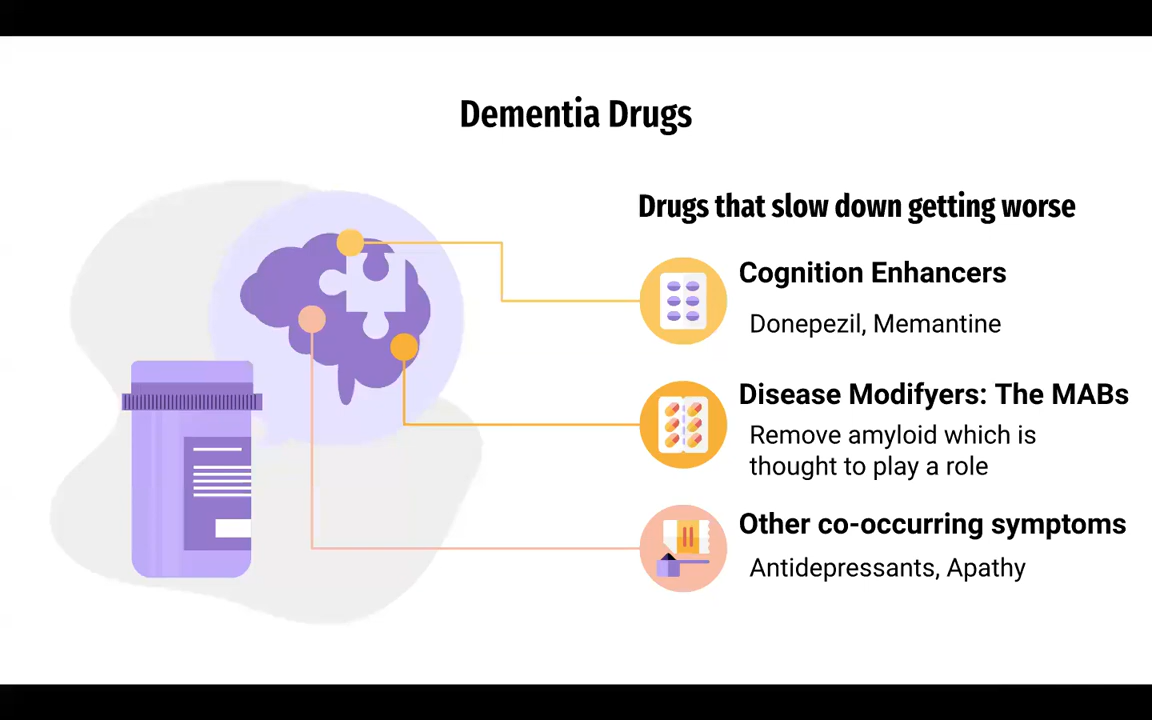 Dementia Drugs
Drugs that slow down getting worse
Cognition Enhancers
Donepezil, Memantine
Disease Modifyers: The MABs
Remove amyloid which is
thought to play a role
Other co-occurring symptoms
Antidepressants, Apathy